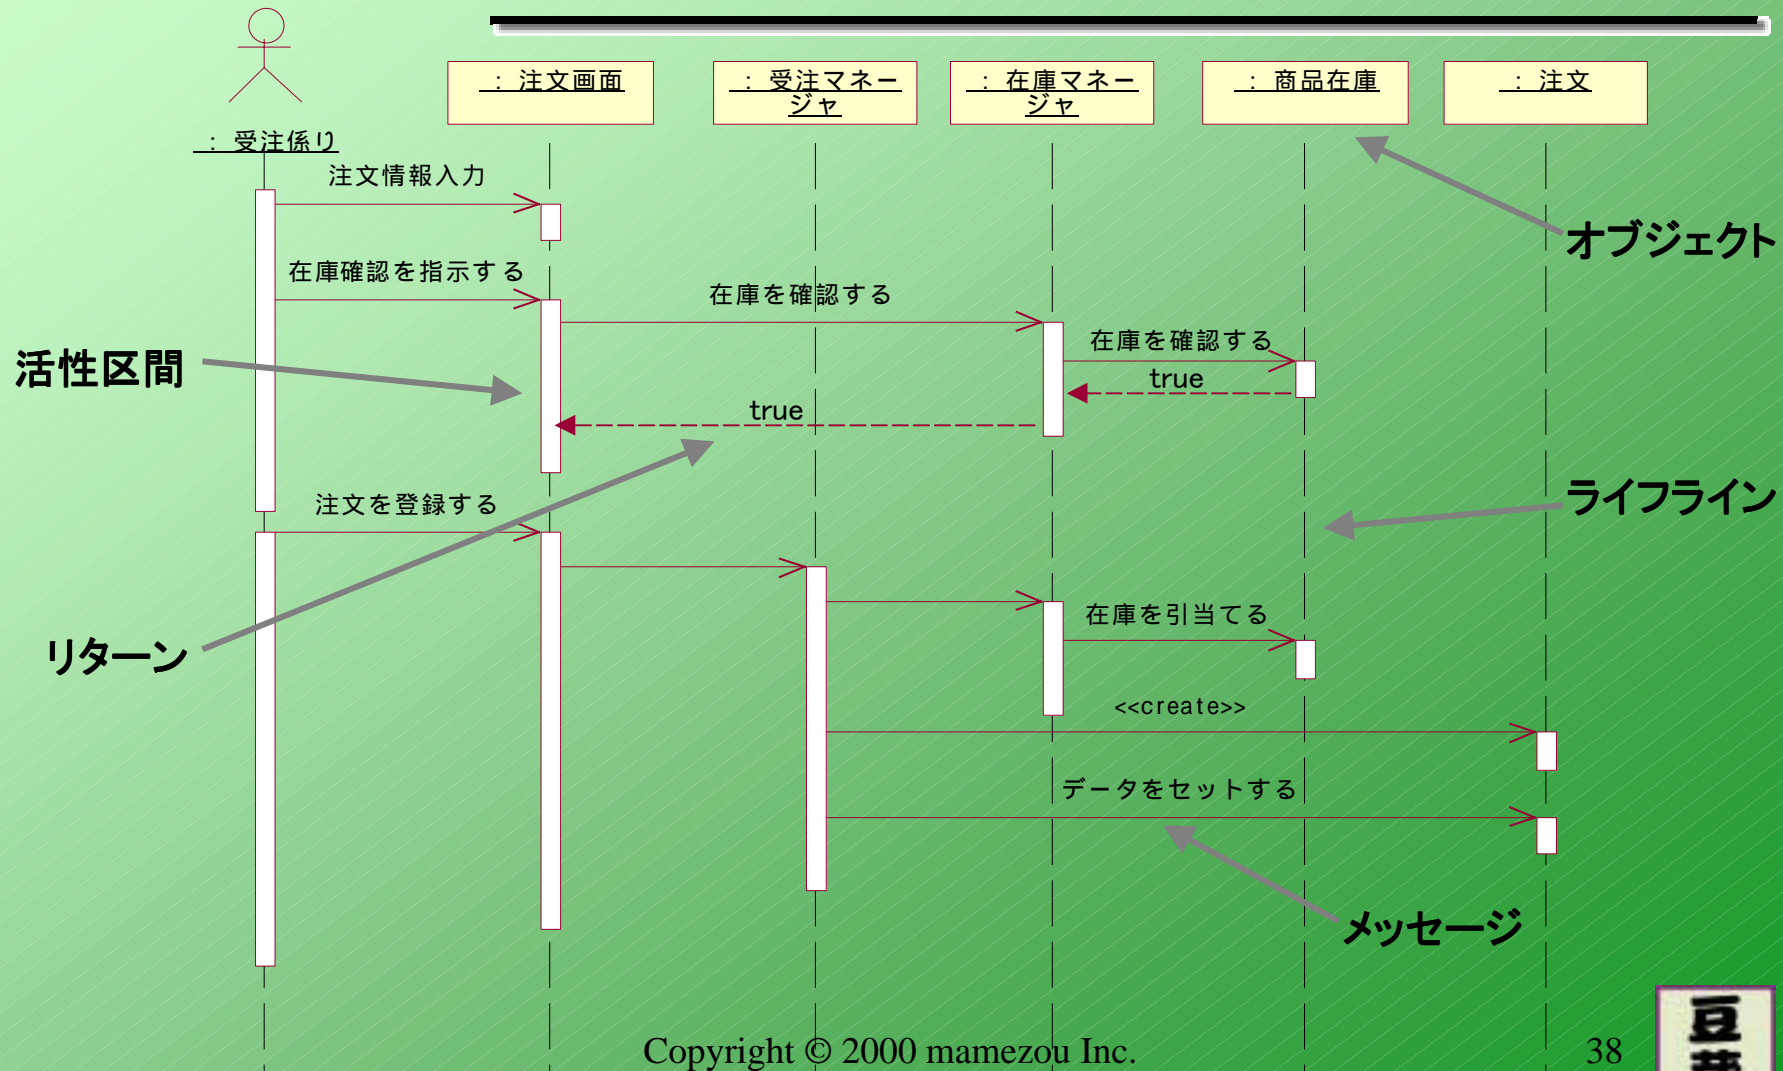 : 注文画面
: 受注マネー
ジャ
: 在庫マネー
ジャ
: 商品在庫
: 注文
: 受注係り
注文情報入力
オブジェクト
在庫確認を指示する
在庫を確認する
在庫を確認する
活性区間
true
true
注文を登録する
ライフライン
在庫を引当てる
リターン
<<create>>
データをセットする
メッセージ
Copyright © 2000 mamezou Inc.
38
豆